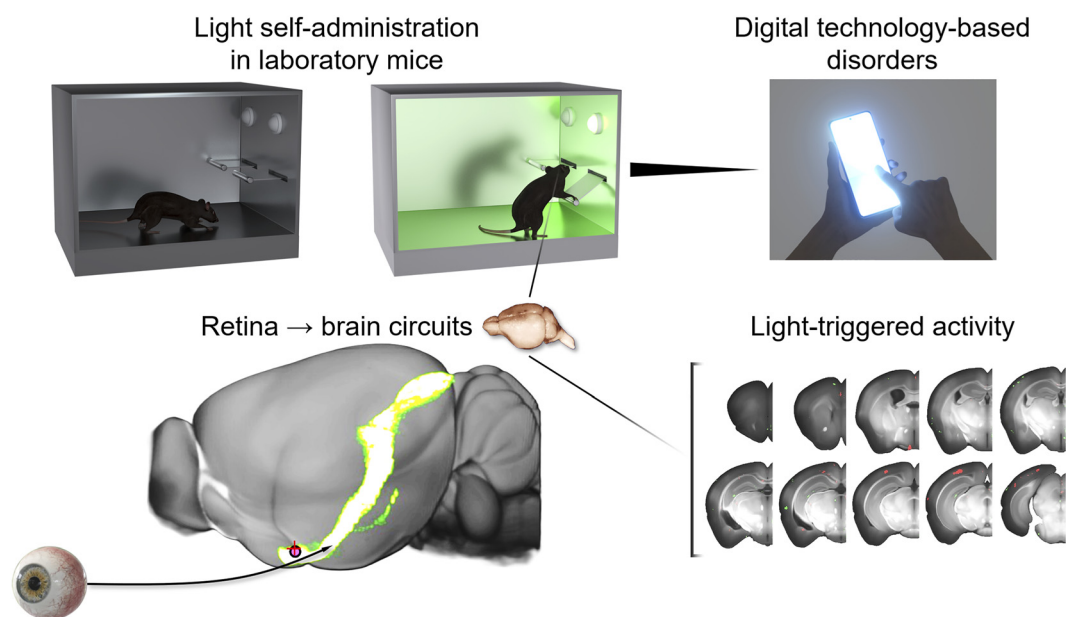 Light self-administration
in laboratory mice
Digital technology-based
disorders
Retina → brain circuits
Light-triggered activity